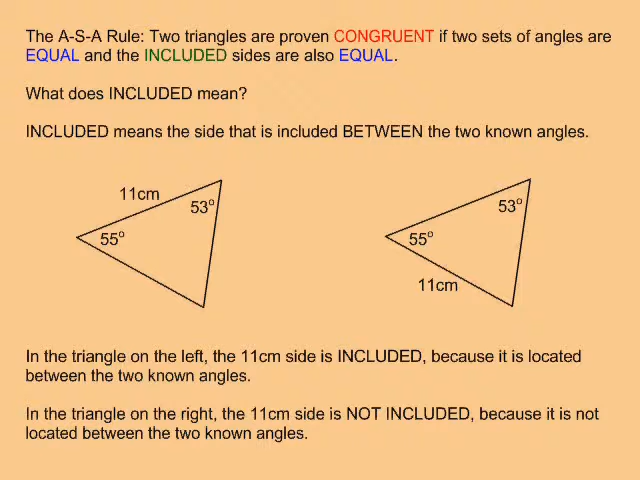 The A-S-A Rule: Two triangles are proven CONGRUENT if two sets of angles are
EQUAL and the INCLUDED sides are also EQUAL.
What does INCLUDED mean?
INCLUDED means the side that is included BETWEEN the two known angles.
11cm
53°
55°
53°
55°
11cm
In the triangle on the left, the 11cm side is INCLUDED, because it is located
between the two known angles.
In the triangle on the right, the 11cm side is NOT INCLUDED, because it is not
located between the two known angles.